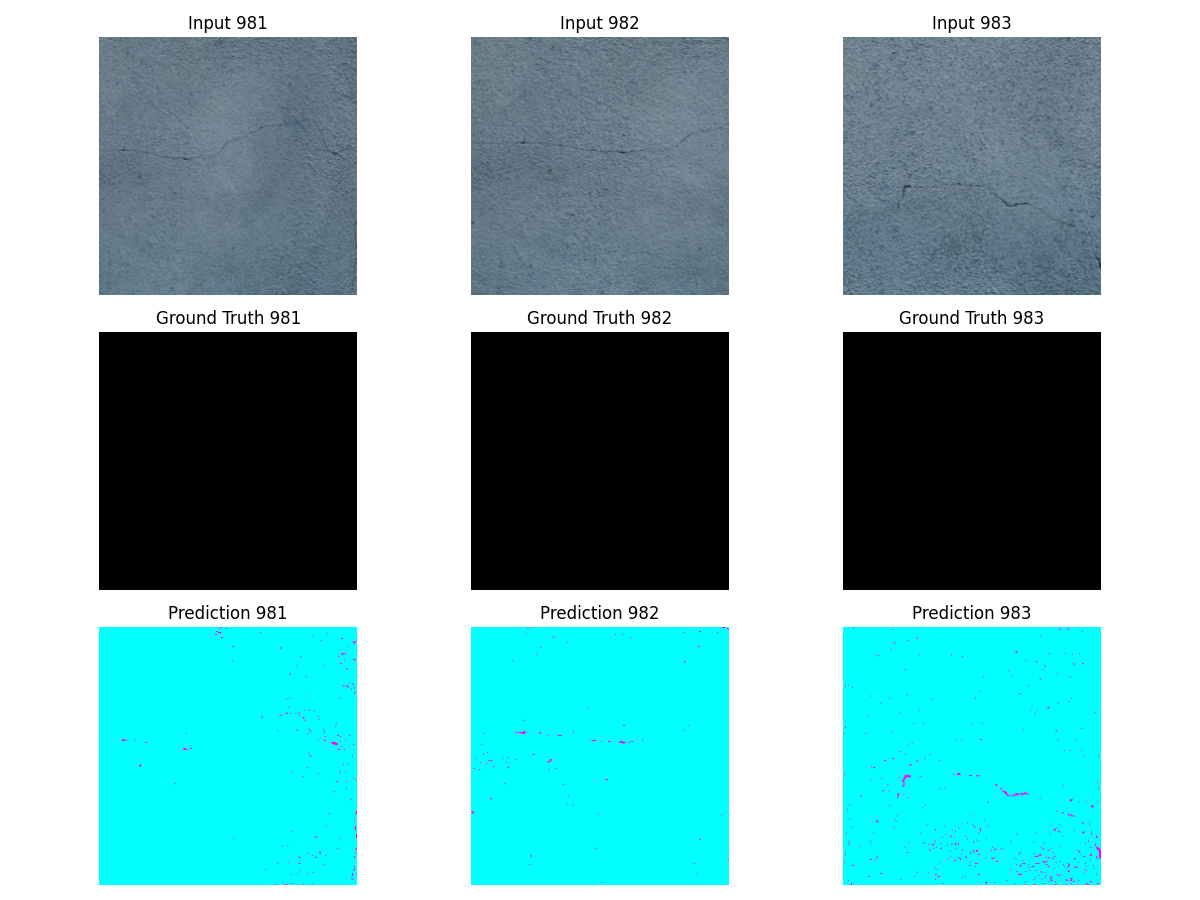 Input 981
Input 982
Input 983
Ground Truth 981
Ground Truth 982
Ground Truth 983
Prediction 981
Prediction 982
Prediction 983